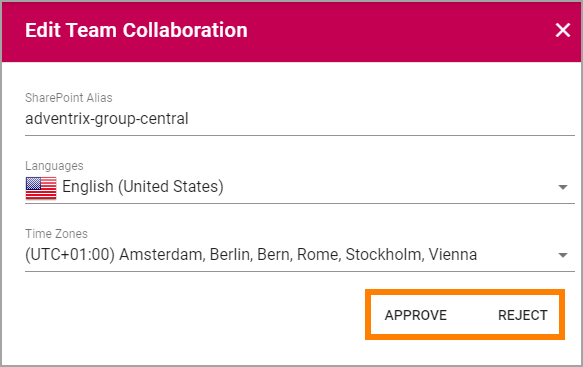 Edit Team Collaboration
SharePoint Alias
adventrix-group-central
Languages
English (United States)
Time Zones
(UTC+01:00) Amsterdam, Berlin, Bern, Rome, Stockholm, Vienna
APPROVE REJECT